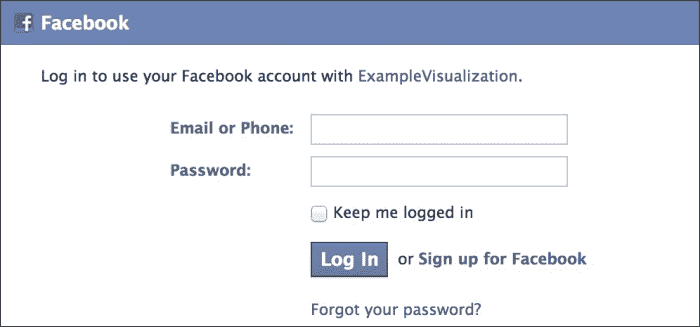 Facebook
Log in to use your Facebook account with ExampleVisualization.
Email or Phone:
Password:
Keep me logged in
Log In or Sign up for Facebook
Forgot your password?